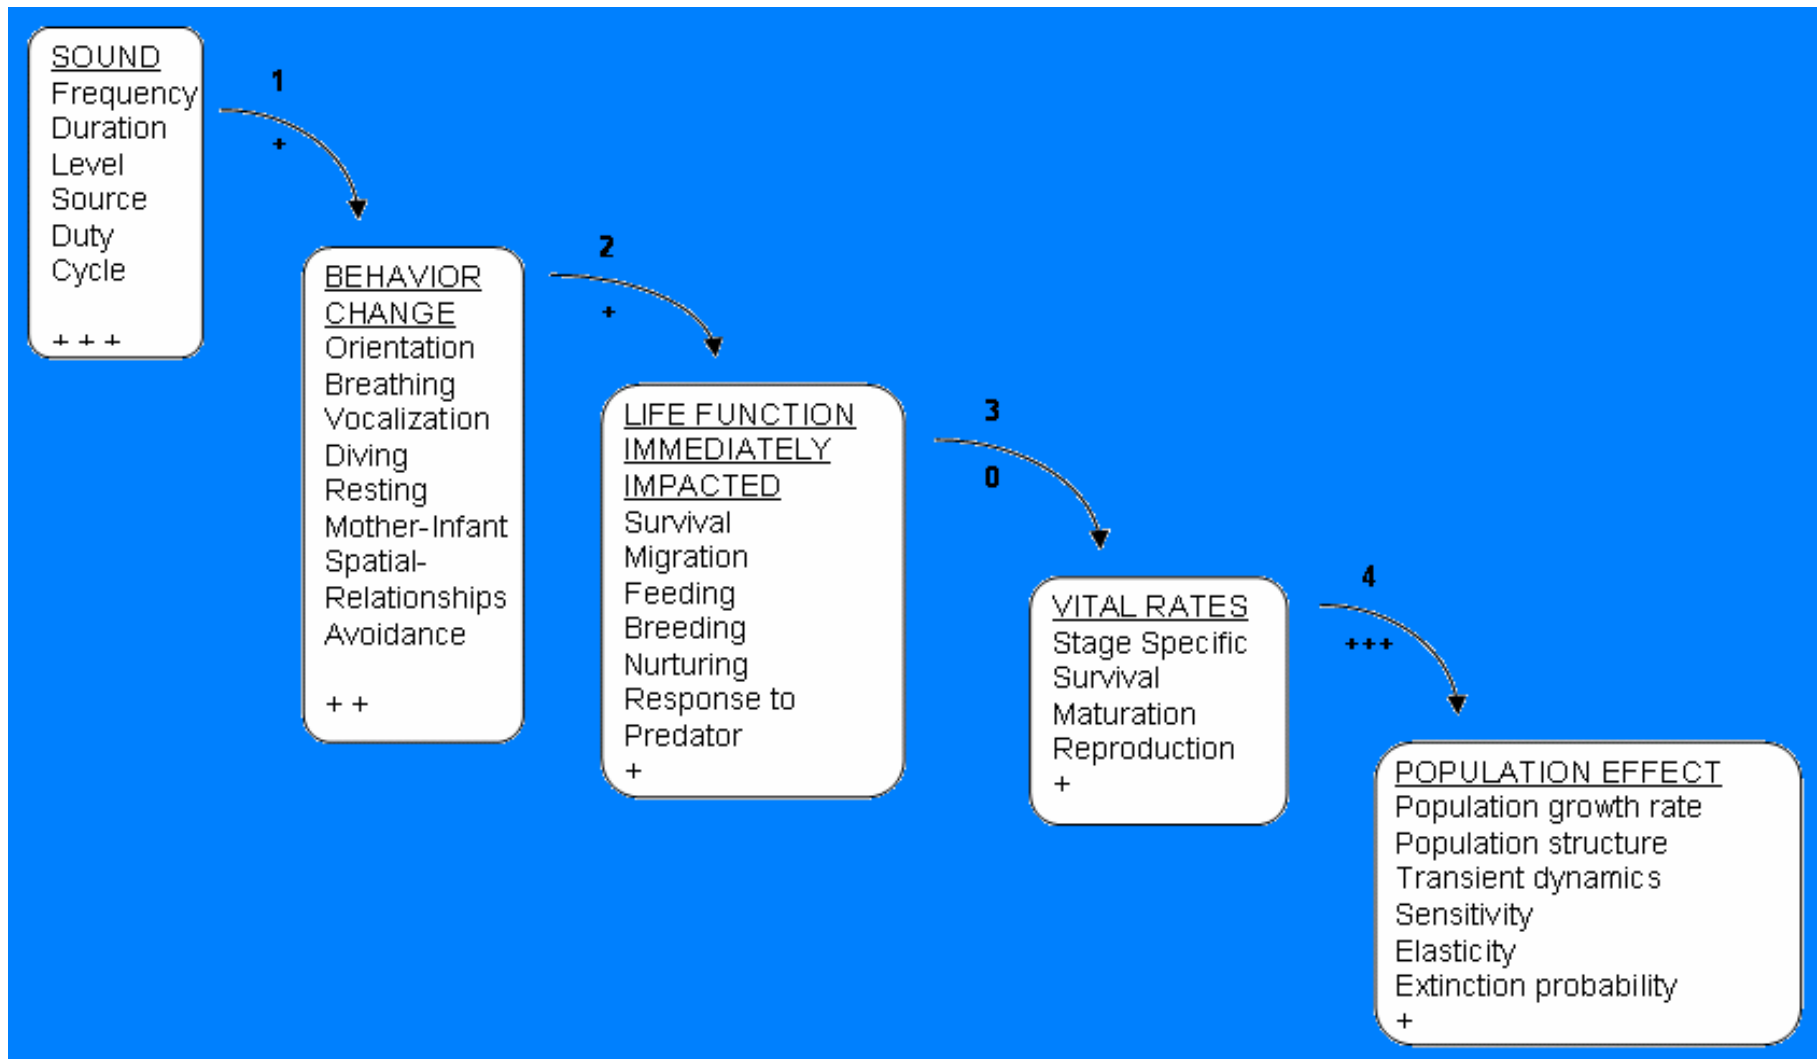 SOUND
Frequency
Duration
Level
Source
Duty
Cycle
+ + +
1
+
BEHAVIOR
CHANGE
Orientation
Breathing
Vocalization
Diving
Resting
Mother-Infant
Spatial-
Relationships
Avoidance
+ +
2
+
LIFE FUNCTION
IMMEDIATELY
IMPACTED
Survival
Migration
Feeding
Breeding
Nurturing
Response to
Predator
+
3
0
VITAL RATES
Stage Specific
Survival
Maturation
Reproduction
+
4
+++
POPULATION EFFECT
Population growth rate
Population structure
Transient dynamics
Sensitivity
Elasticity
Extinction probability
+